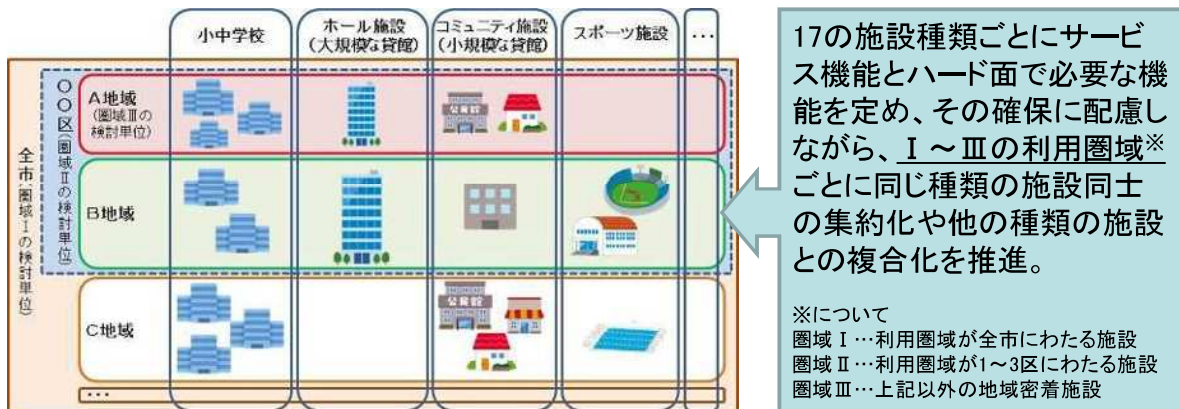 小中学校
ホール施設
(大規模な貸館)
コミュニティ施設
(小規模な貸館)
スポーツ施設
…
全市(圏域Ⅰの検討単位)
〇〇区(圏域Ⅱの検討単位)
A地域
(圏域Ⅲの
検討単位)
公民館
B地域
C地域
公民館
…
17の施設種類ごとにサービ
ス機能とハード面で必要な機
能を定め、その確保に配慮し
ながら、Ⅰ～Ⅲの利用圏域※
ごとに同じ種類の施設同士
の集約化や他の種類の施設
との複合化を推進。
※について
圏域Ⅰ…利用圏域が全市にわたる施設
圏域Ⅱ…利用圏域が1～3区にわたる施設
圏域Ⅲ…上記以外の地域密着施設